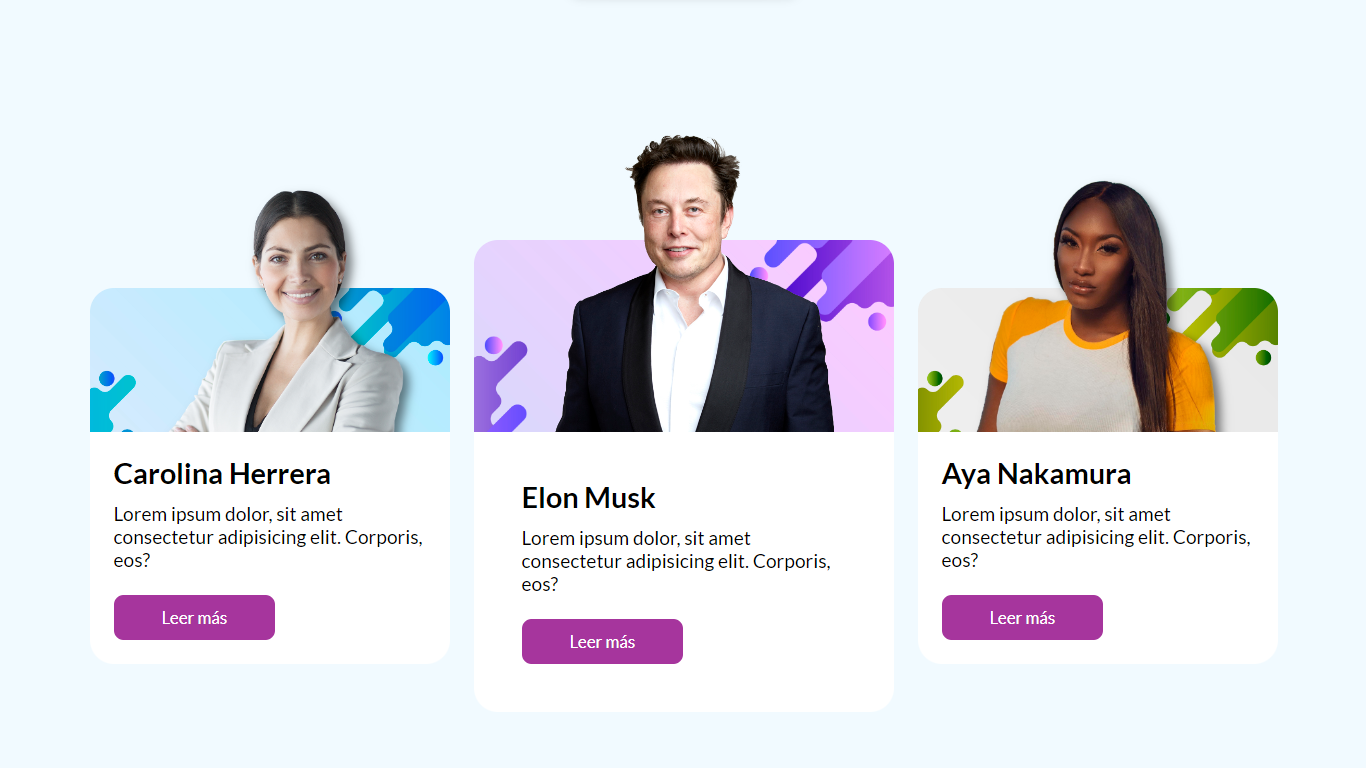 Carolina Herrera
Lorem ipsum dolor, sit amet
consectetur adipisicing elit. Corporis,
eos?
Leer más
Elon Musk
Lorem ipsum dolor, sit amet
consectetur adipisicing elit. Corporis,
eos?
Leer más
Aya Nakamura
Lorem ipsum dolor, sit amet
consectetur adipisicing elit. Corporis,
eos?
Leer más